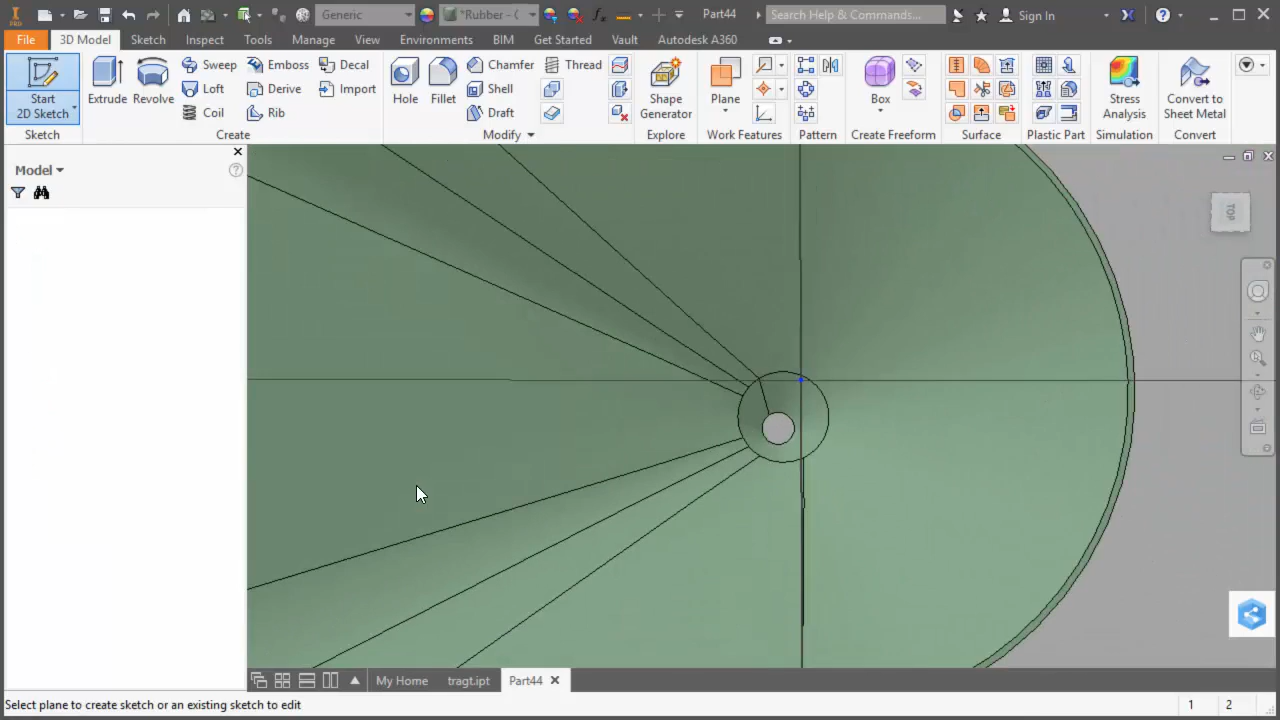 PRO
Generic
*Rubber - (
Part44
Search Help & Commands...
Sign In
File
3D Model
Sketch
Inspect
Tools
Manage
View
Environments
BIM
Get Started
Vault
Autodesk A360
Start
2D Sketch
Sketch
Extrude
Revolve
Sweep
Loft
Coil
Emboss
Derive
Rib
Decal
Import
Create
Hole
Fillet
Chamfer
Shell
Draft
Thread
Modify
Shape
Generator
Explore
Plane
Work Features
Pattern
Box
Create Freeform
Surface
Plastic Part
Stress
Analysis
Simulation
Convert to
Sheet Metal
Convert
Model
TOP
My Home
tragt.ipt
Part44
Select plane to create sketch or an existing sketch to edit
1
2